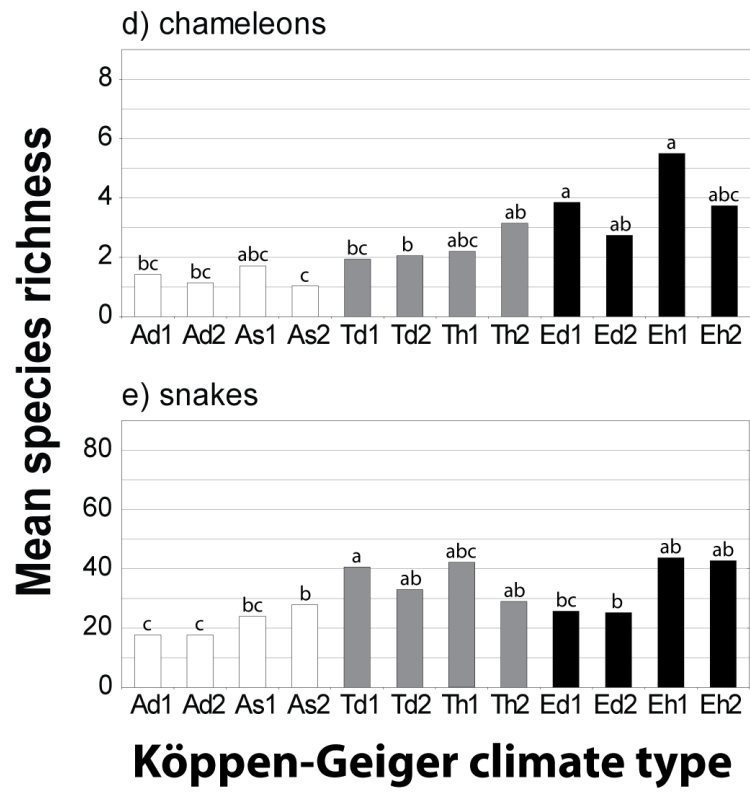 d) chameleons
8
6
4
2
0
bc bc abc c bc b abc ab a ab a abc
Ad1 Ad2 As1 As2 Td1 Td2 Th1 Th2 Ed1 Ed2 Eh1 Eh2
e) snakes
80
60
40
20
0
c c bc b a ab abc ab bc b ab ab
Ad1 Ad2 As1 As2 Td1 Td2 Th1 Th2 Ed1 Ed2 Eh1 Eh2
Mean species richness
Köppen-Geiger climate type